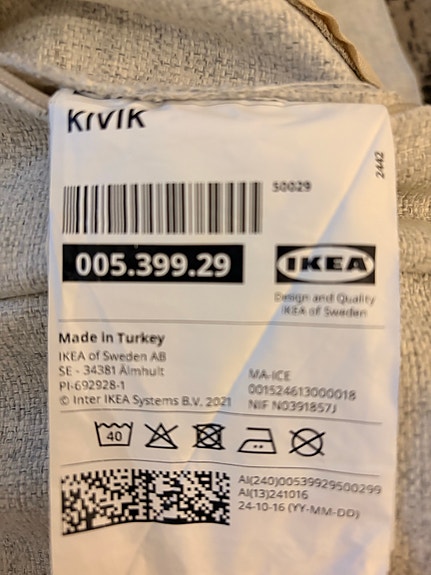 KIVIK
2442
50029
005.399.29
IKEA
Design and Quality
IKEA of Sweden
Made in Turkey
IKEA of Sweden AB
SE - 34381 Älmhult
PI-692928-1
© Inter IKEA Systems B.V. 2021
MA-ICE
001524613000018
NIF N0391857J
40
AI(240)00539929500299
AI(13)241016
24-10-16 (YY-MM-DD)